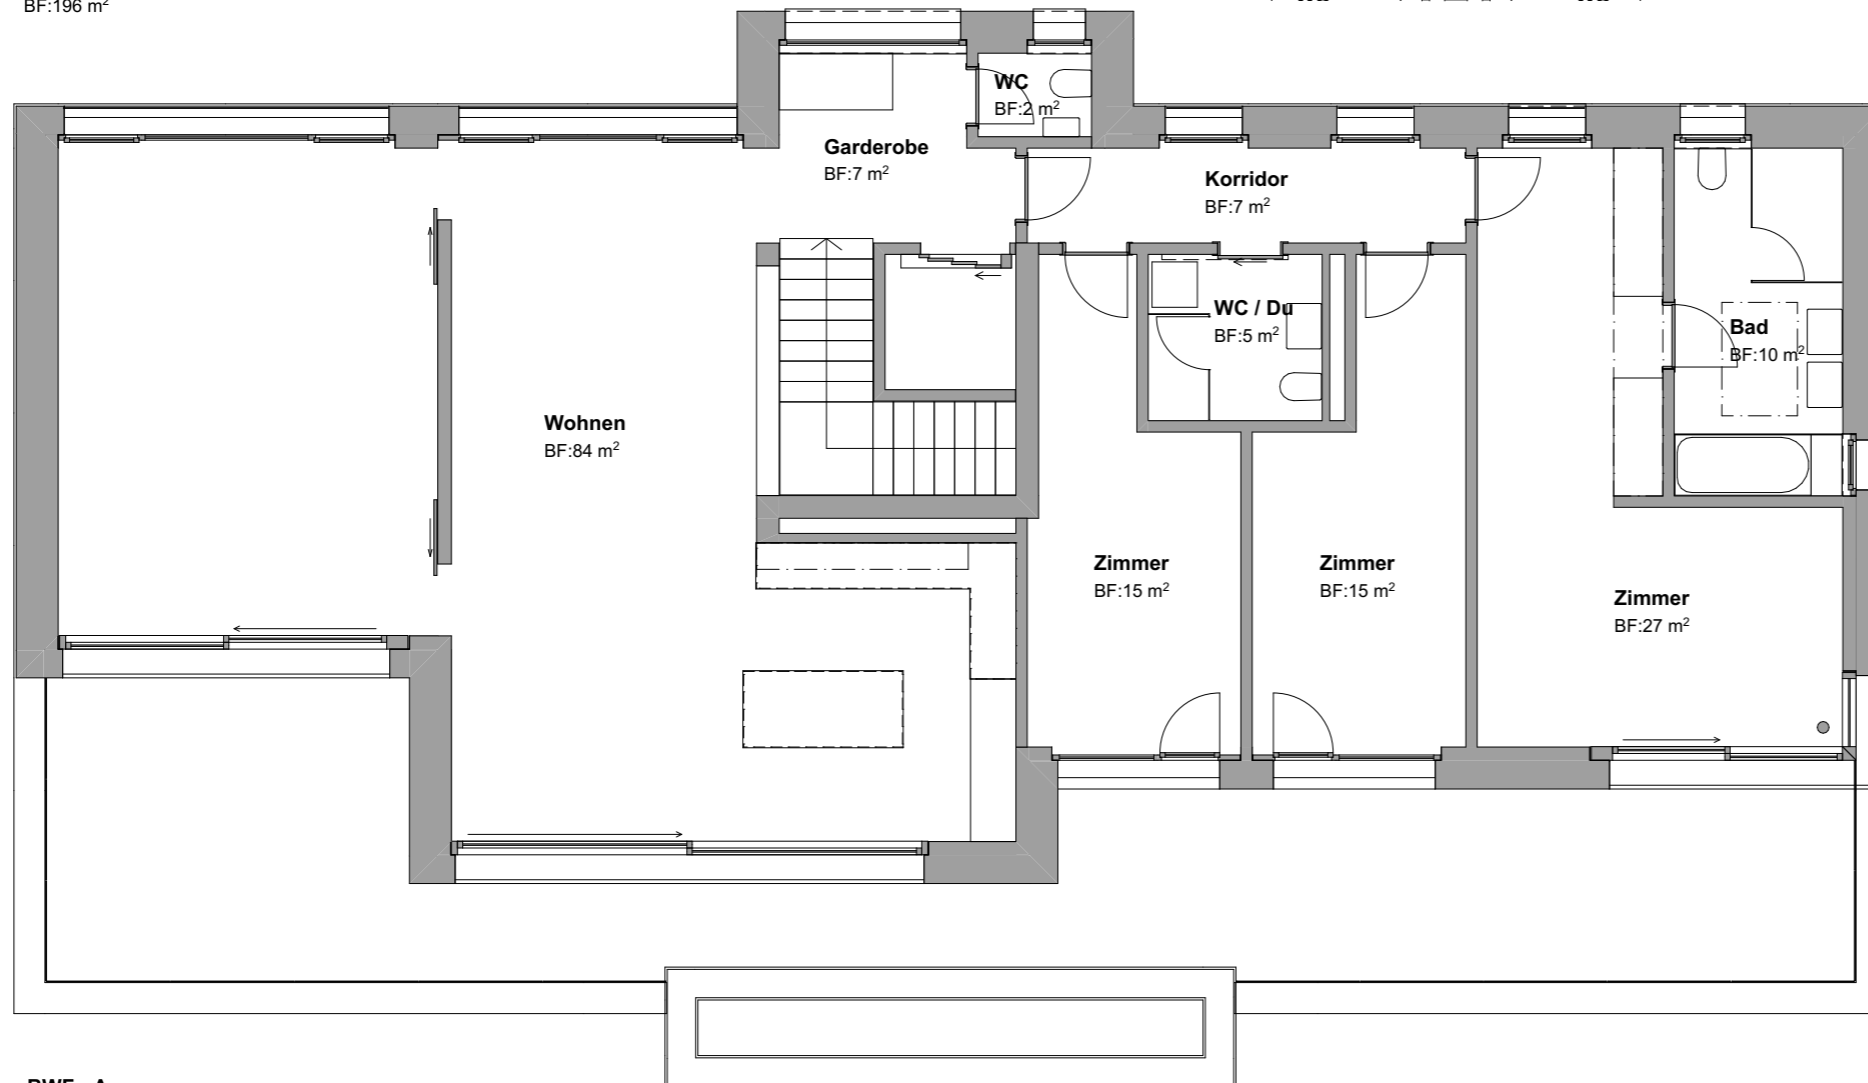 BF:196 m²
WC
BF:2 m²
Garderobe
BF:7 m²
Korridor
BF:7 m²
WC / Du
BF:5 m²
Bad
BF:10 m²
Wohnen
BF:84 m²
Zimmer
BF:15 m²
Zimmer
BF:15 m²
Zimmer
BF:27 m²